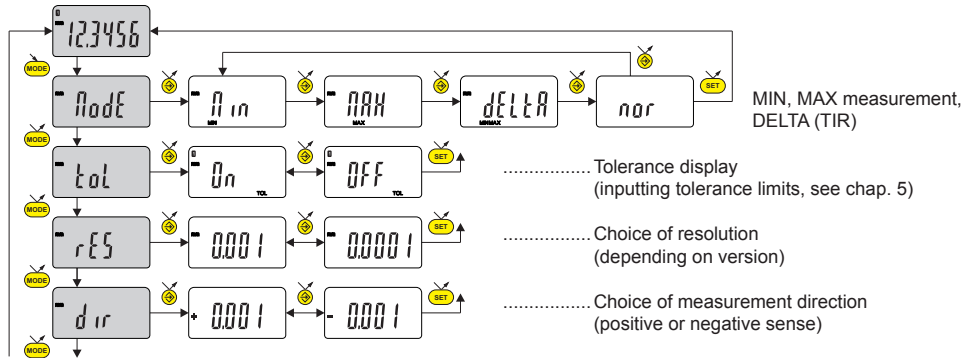 12.3456
MODE
ModE
M in
MIN
MAX
MAX
dELtA
MINMAX
nor
SET
MIN, MAX measurement,
DELTA (TIR)
MODE
toL
On
TOL
OFF
TOL
SET
................. Tolerance display
(inputting tolerance limits, see chap. 5)
MODE
rES
0.001
0.0001
SET
................. Choice of resolution
(depending on version)
MODE
dir
+ 0.001
- 0.001
SET
................. Choice of measurement direction
(positive or negative sense)
MODE